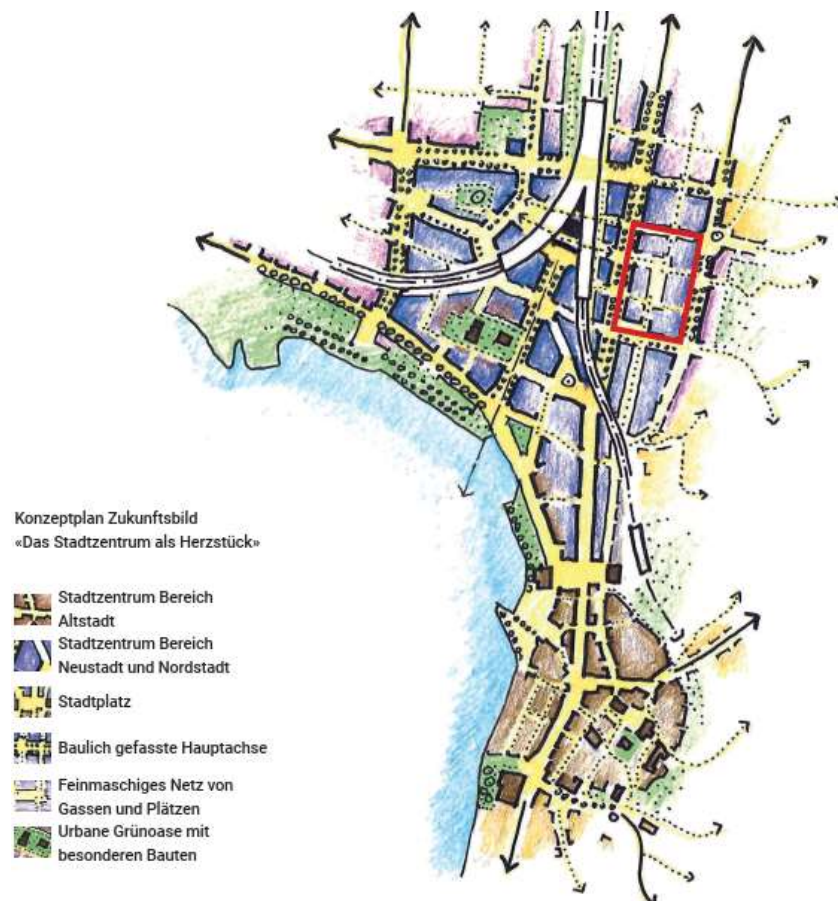 Konzeptplan Zukunftsbild
«Das Stadtzentrum als Herzstück»
Stadtzentrum Bereich
Altstadt
Stadtzentrum Bereich
Neustadt und Nordstadt
Stadtplatz
Baulich gefasste Hauptachse
Feinmaschiges Netz von
Gassen und Plätzen
Urbane Grünoase mit
besonderen Bauten